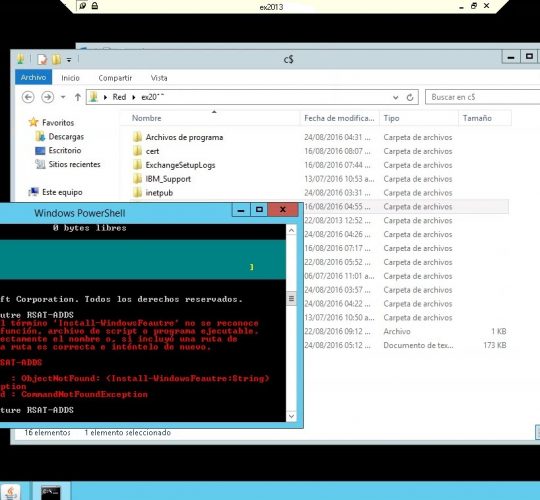 ex2013
c$
Archivo Inicio Compartir Vista
Red ex20
Buscar en c$
Nombre Fecha de modifica... Tipo Tamaño
Favoritos
Descargas
Escritorio
Sitios recientes
Este equipo
Archivos de programa 24/08/2016 04:31 ... Carpeta de archivos
cert 16/08/2016 08:07 ... Carpeta de archivos
ExchangeSetupLogs 16/08/2016 07:44 ... Carpeta de archivos
IBM_Support 13/07/2016 10:53 a... Carpeta de archivos
inetpub 24/08/2016 03:31 ... Carpeta de archivos
16/08/2016 04:55 ... Carpeta de archivos
22/08/2013 12:52 ... Carpeta de archivos
24/08/2016 04:26 ... Carpeta de archivos
16/08/2016 07:17 ... Carpeta de archivos
22/08/2016 05:52 ... Carpeta de archivos
06/07/2016 11:01 a... Carpeta de archivos
24/08/2016 03:57 ... Carpeta de archivos
24/08/2016 04:22 ... Carpeta de archivos
13/07/2016 10:50 a... Carpeta de archivos
22/08/2016 09:12 ... Archivo 1 KB
24/08/2016 05:12 ... Documento de tex... 173 KB
Windows PowerShell
0 bytes libres
]
ft Corporation. Todos los derechos reservados.
utre RSAT-ADDS
l término 'Install-WindowsFeautre' no se reconoce
función, archivo de script o programa ejecutable.
ectamente el nombre o, si incluyó una ruta de
a ruta es correcta e inténtelo de nuevo.
SAT-ADDS
: ObjectNotFound: (Install-WindowsFeautre:String)
ption
d : CommandNotFoundException
ture RSAT-ADDS
16 elementos 1 elemento seleccionado